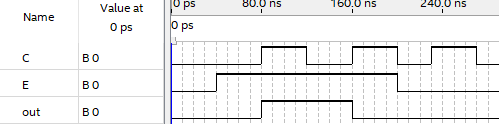 Name Value at 0 ps
0 ps 80.0 ns 160.0 ns 240.0 ns
0 ps
C B 0
E B 0
out B 0